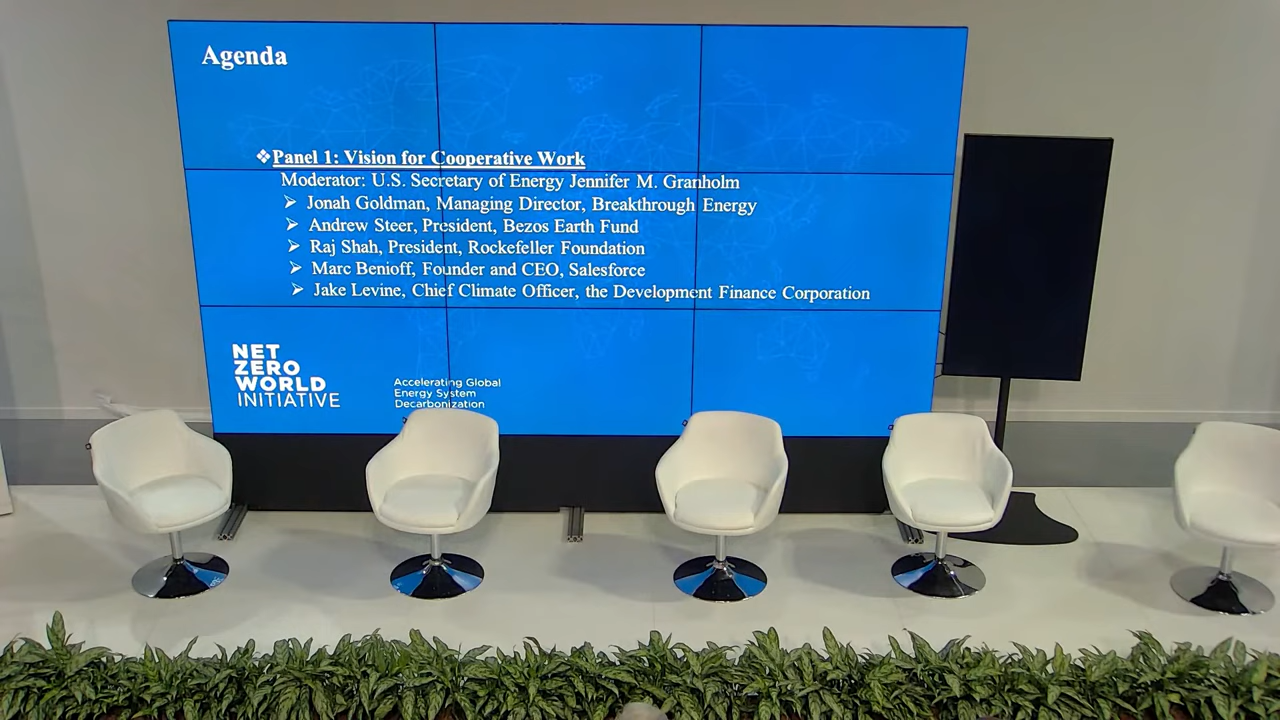 Agenda
❖Panel 1: Vision for Cooperative Work
Moderator: U.S. Secretary of Energy Jennifer M. Granholm
➢ Jonah Goldman, Managing Director, Breakthrough Energy
➢ Andrew Steer, President, Bezos Earth Fund
➢ Raj Shah, President, Rockefeller Foundation
➢ Marc Benioff, Founder and CEO, Salesforce
➢ Jake Levine, Chief Climate Officer, the Development Finance Corporation
NET
ZERO
WORLD
INITIATIVE
Accelerating Global
Energy System
Decarbonization